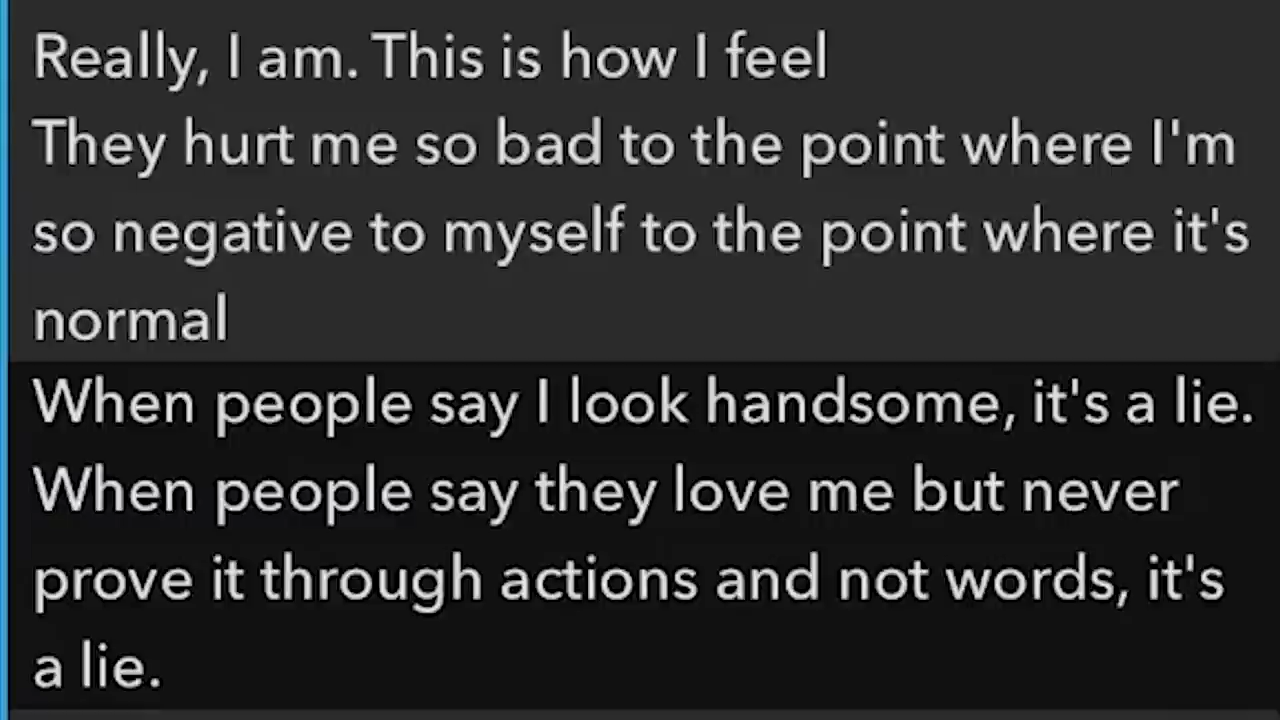 Really, I am. This is how I feel
They hurt me so bad to the point where I'm
so negative to myself to the point where it's
normal
When people say I look handsome, it's a lie.
When people say they love me but never
prove it through actions and not words, it's
a lie.